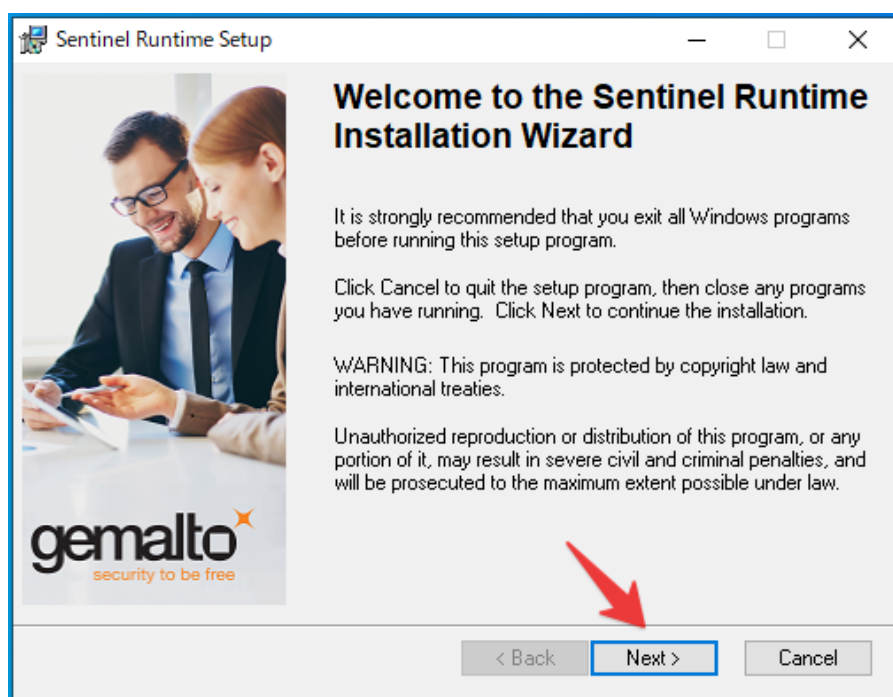 Sentinel Runtime Setup
Welcome to the Sentinel Runtime
Installation Wizard
It is strongly recommended that you exit all Windows programs
before running this setup program.
Click Cancel to quit the setup program, then close any programs
you have running.  Click Next to continue the installation.
WARNING: This program is protected by copyright law and
international treaties.
Unauthorized reproduction or distribution of this program, or any
portion of it, may result in severe civil and criminal penalties, and
will be prosecuted to the maximum extent possible under law.
gemalto
security to be free
< Back
Next >
Cancel